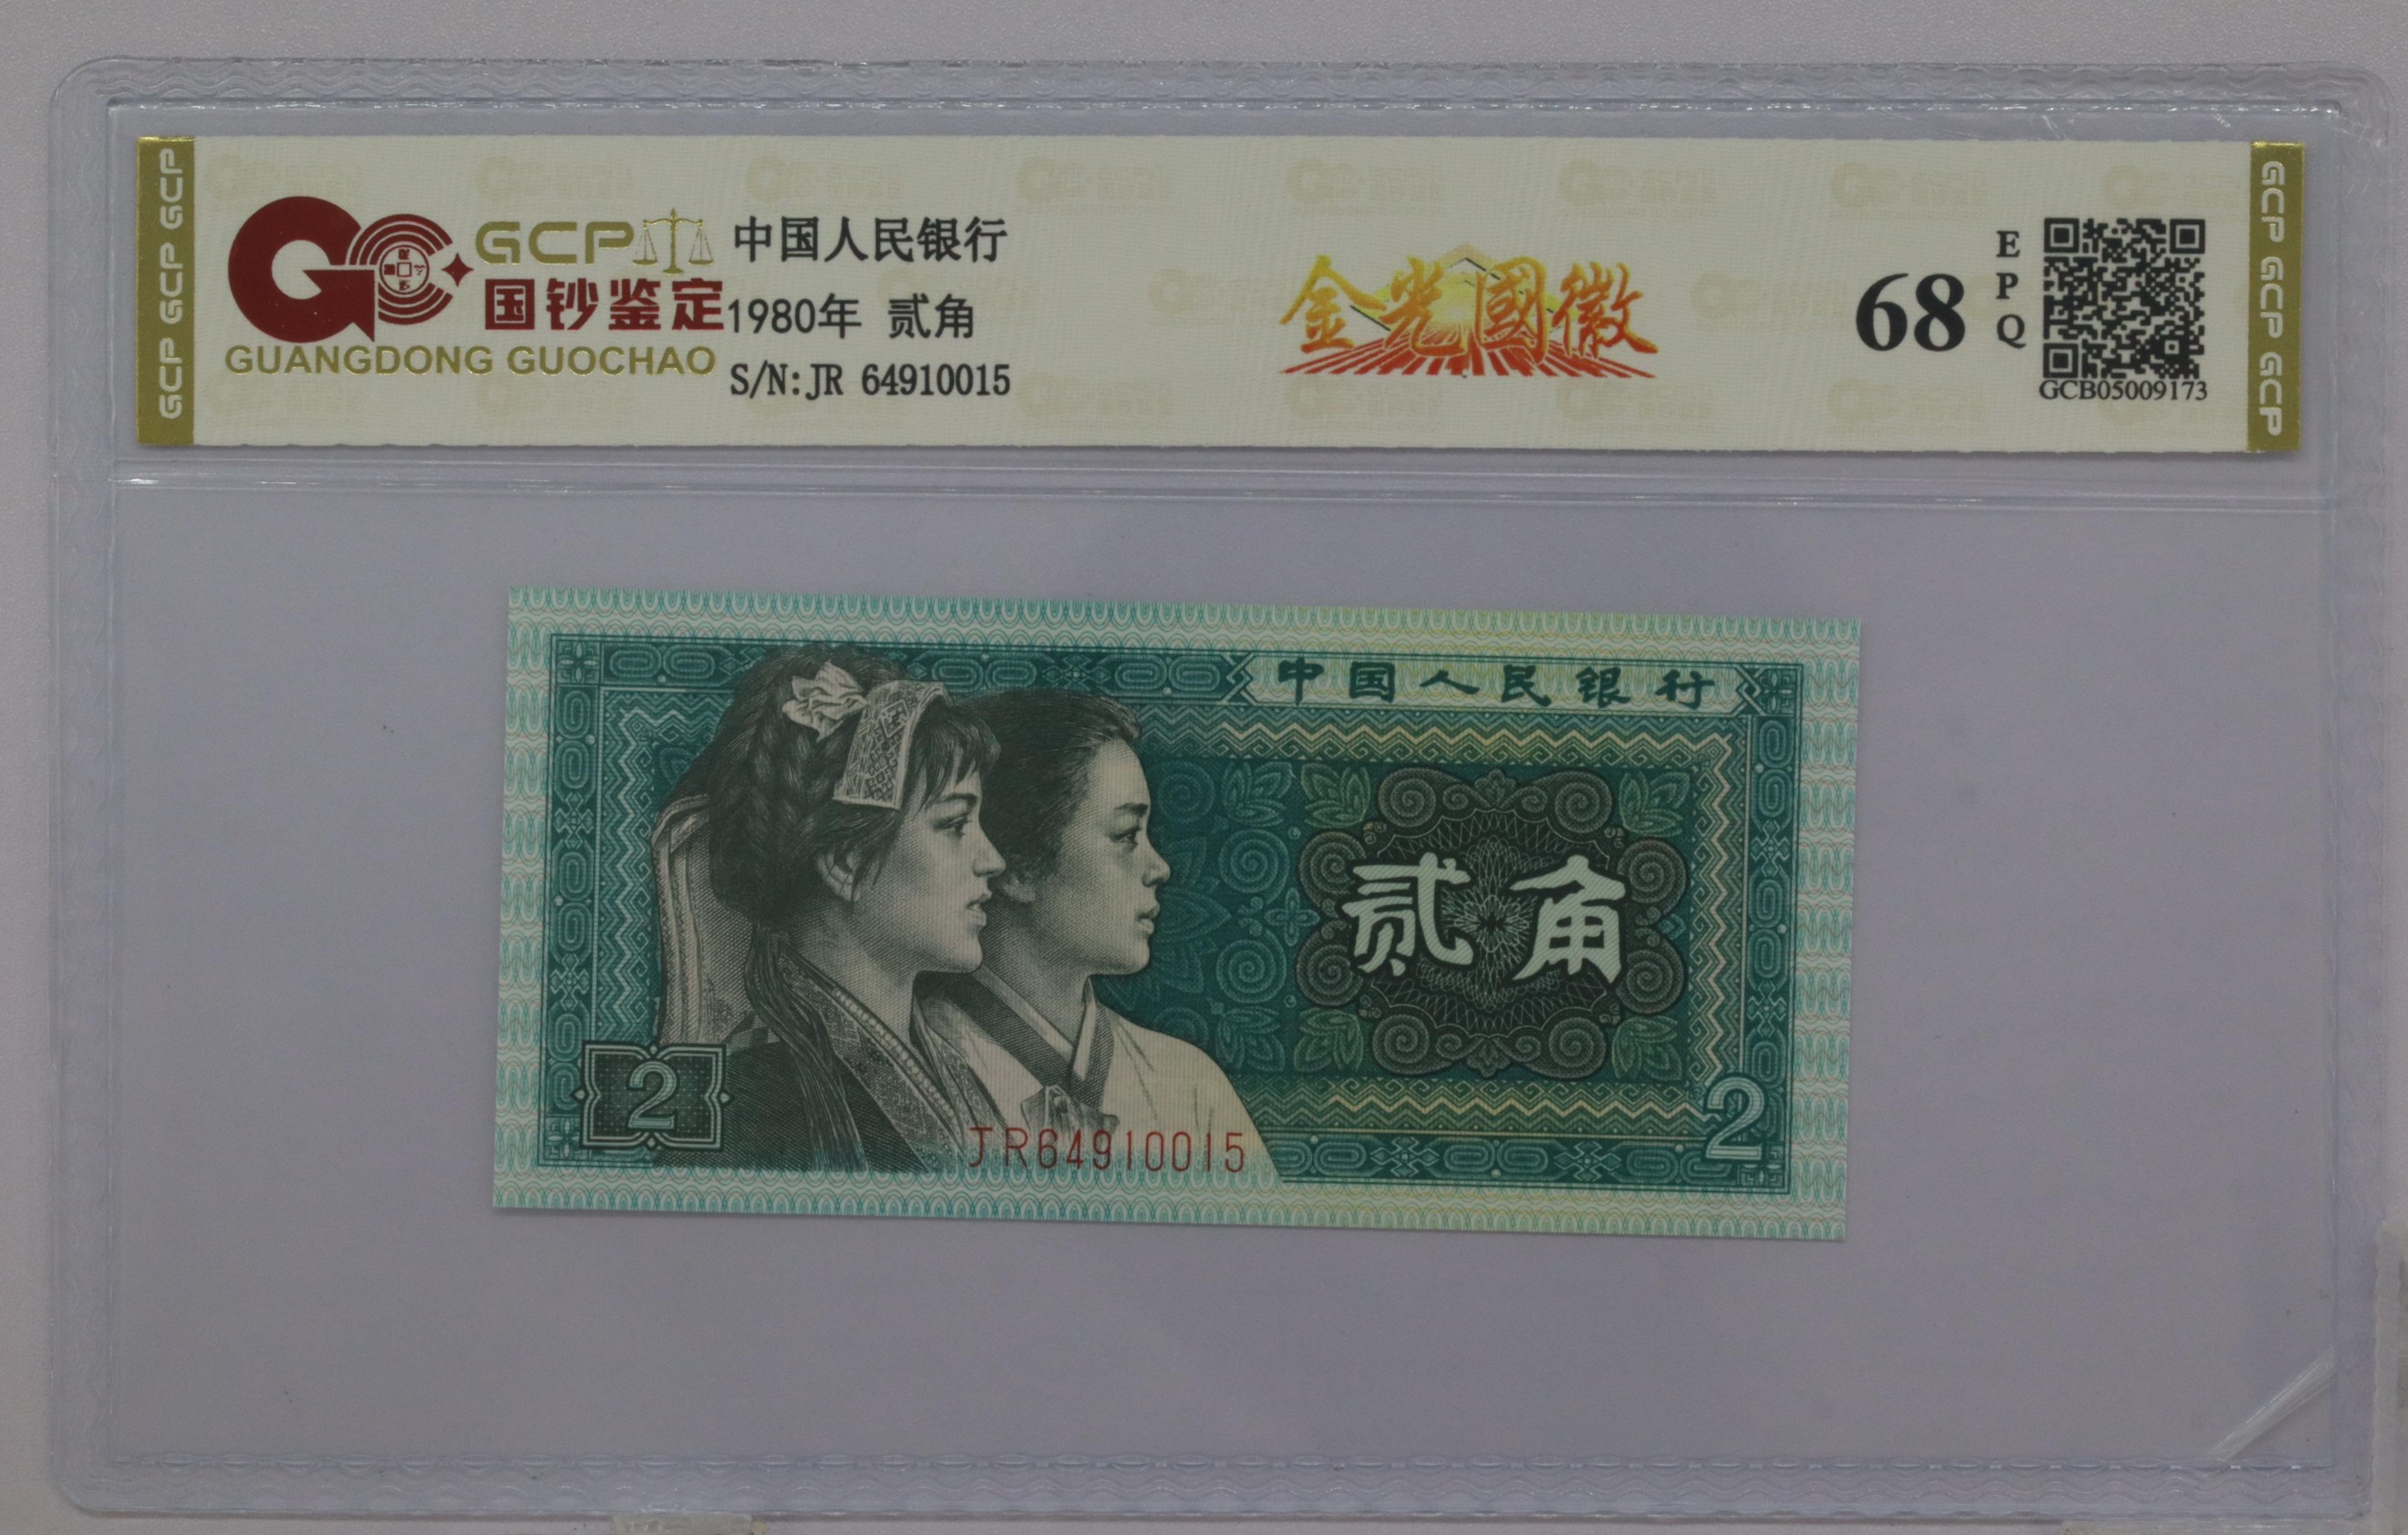 GCP GCP GCP
GCP
国钞鉴定
GUANGDONG GUOCHAO
中国人民银行
1980年 贰角
S/N:JR 64910015
金光國徽
68
EPQ
GCB05009173
GCP GCP GCP
中国人民银行
贰角
2
JR64910015
2